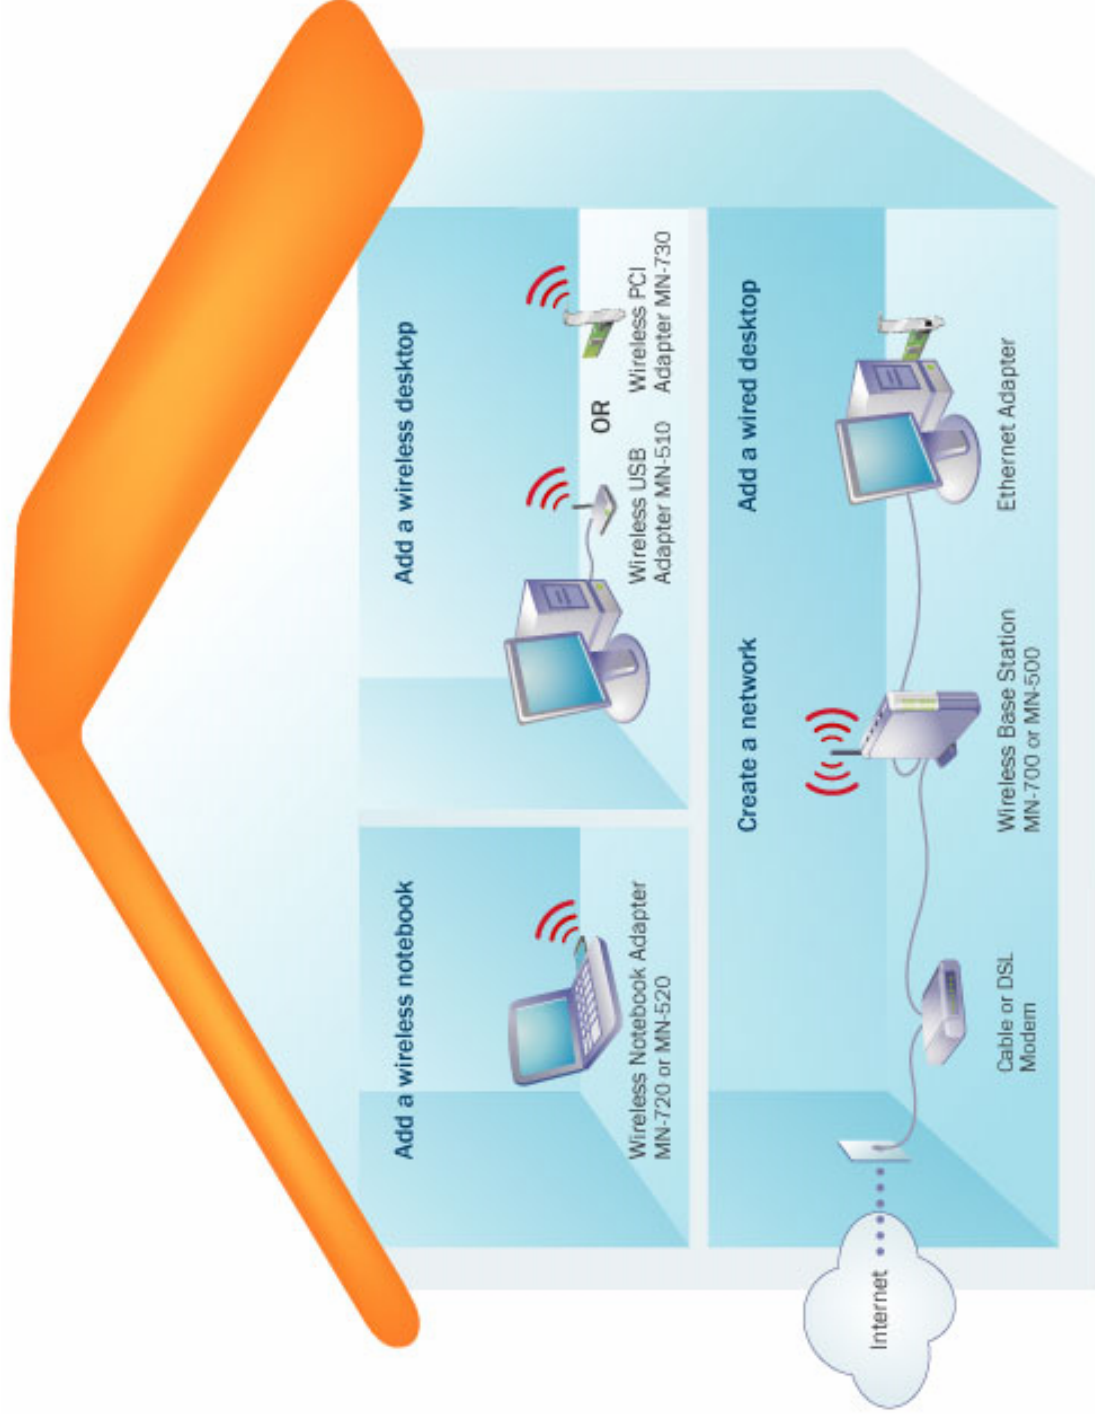 Add a wireless notebook
Wireless Notebook Adapter
MN-720 or MN-520
Add a wireless desktop
Wireless USB
Adapter MN-510
OR
Wireless PCI
Adapter MN-730
Internet
Cable or DSL
Modem
Create a network
Wireless Base Station
MN-700 or MN-500
Add a wired desktop
Ethernet Adapter